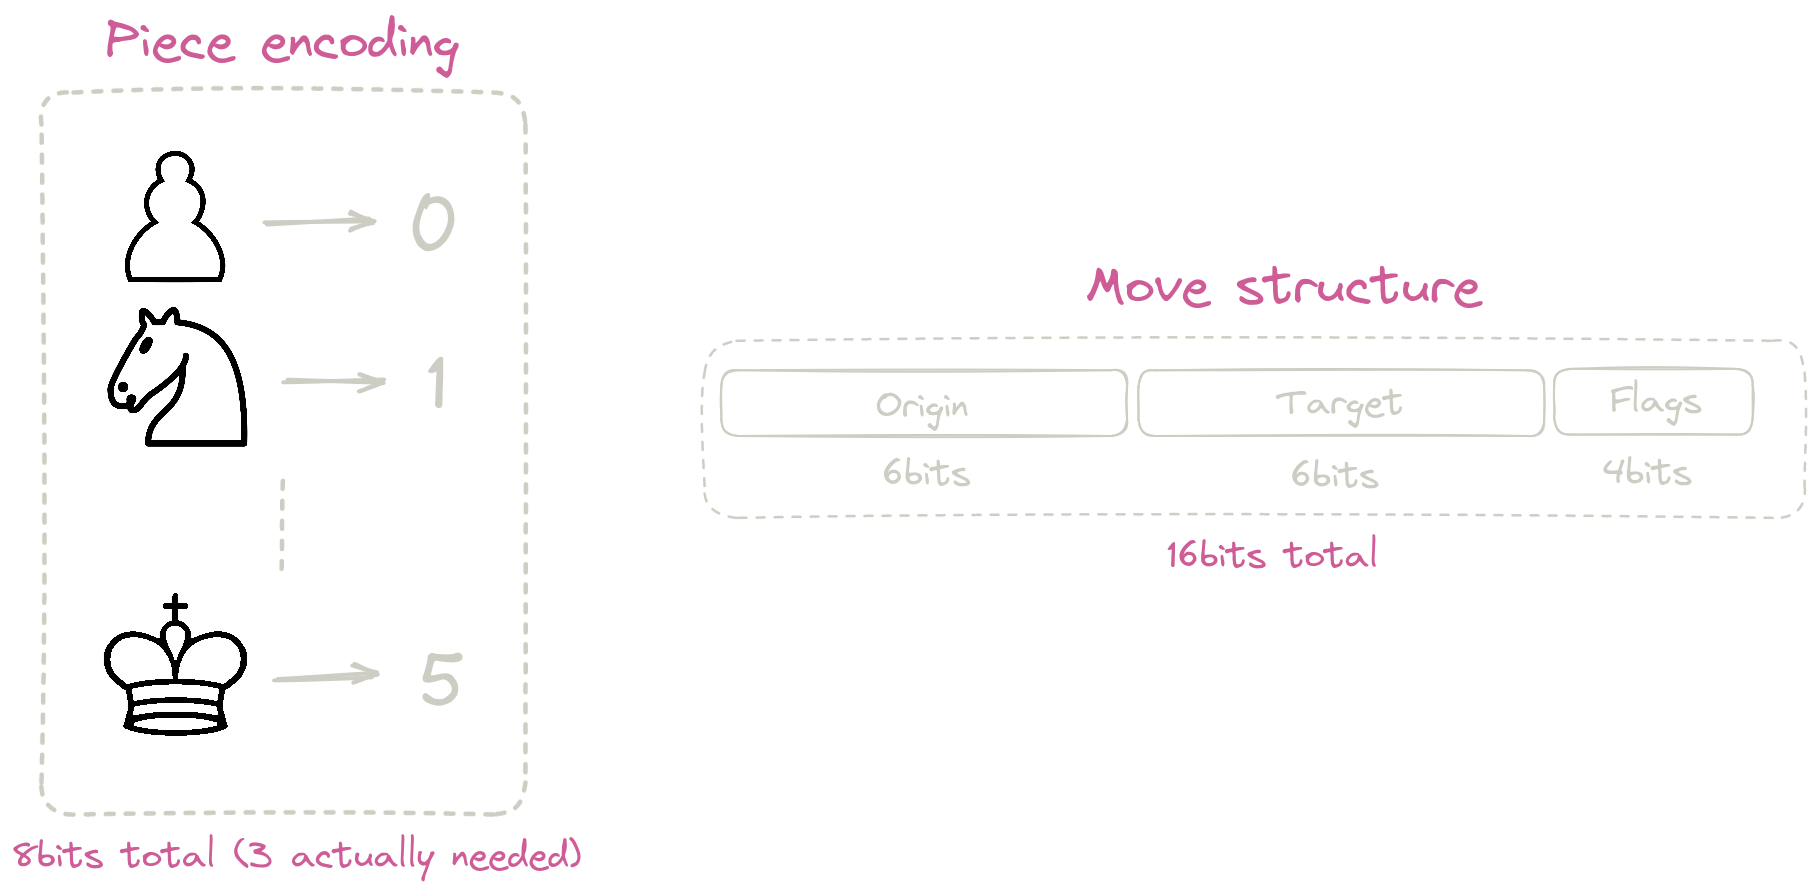 Piece encoding
0
1
5
8bits total (3 actually needed)
Move structure
Origin
Target
Flags
6bits
6bits
4bits
16bits total